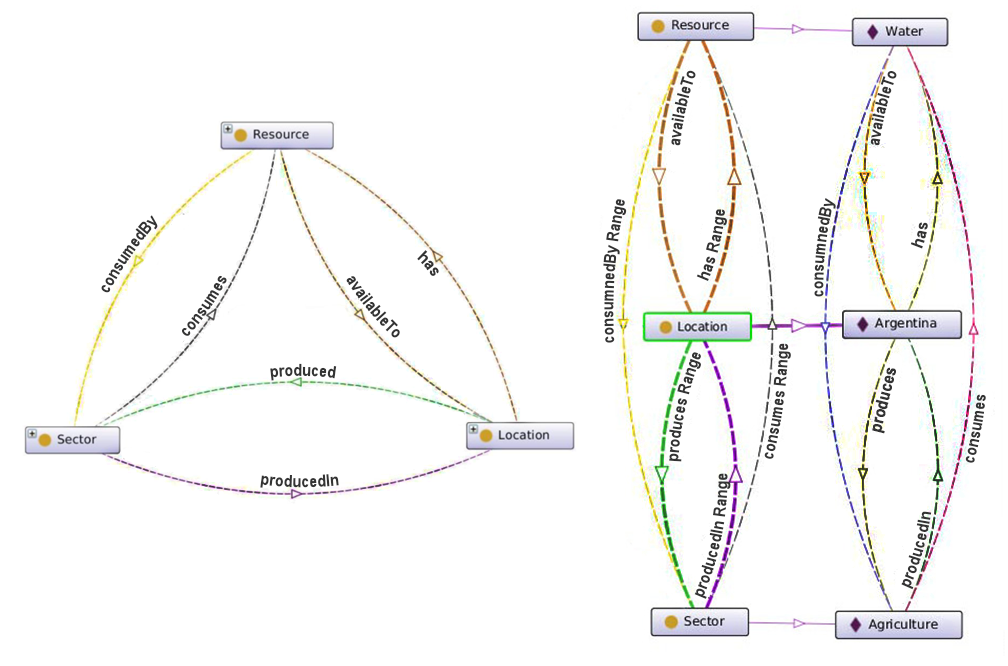 Resource
consumedBy
consumes
availableTo
has
produced
Sector
Location
producedIn
Resource
Water
availableTo
availableTo
consumnedBy Range
has Range
consumnedBy
has
Location
Argentina
produces Range
consumes Range
produces
consumes
producedIn Range
producedIn
Sector
Agriculture